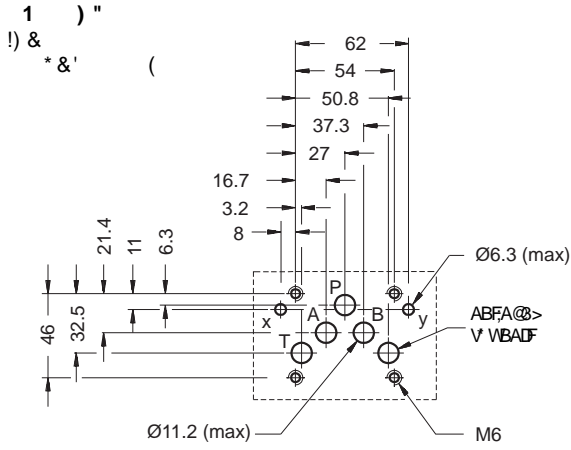 1 ) "
!) &
* & ' (
62
54
50.8
37.3
27
16.7
3.2
8
21.4
11
6.3
46
32.5
Ø6.3 (max)
P
x
A
B
y
T
Ø11.2 (max)
M6